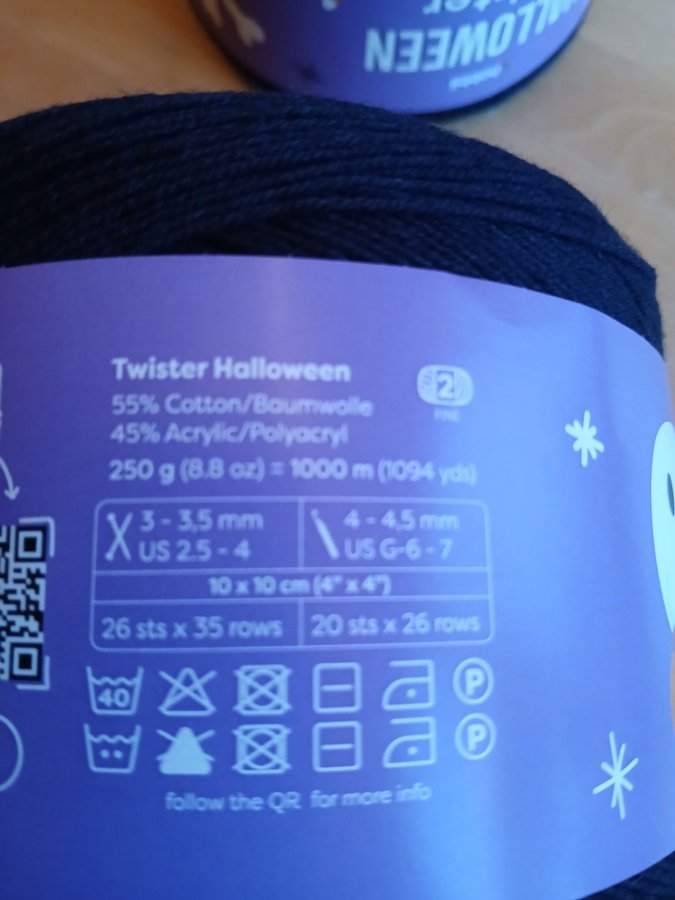 HALLOWEEN
Twister Halloween
2
FINE
55% Cotton/Baumwolle
45% Acrylic/Polyacryl
250 g (8.8 oz) = 1000 m (1094 yds)
3 - 3,5 mm
US 2.5 - 4
4 - 4,5 mm
US G-6 - 7
10 x 10 cm (4" x 4")
26 sts x 35 rows
20 sts x 26 rows
40
P
P
follow the QR for more info